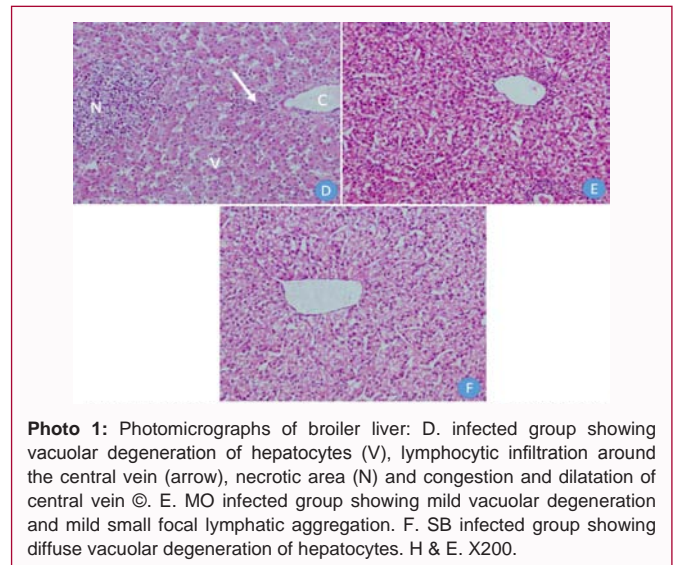 N
C
V
D
E
F
Photo 1: Photomicrographs of broiler liver: D. infected group showing
vacuolar degeneration of hepatocytes (V), lymphocytic infiltration around
the central vein (arrow), necrotic area (N) and congestion and dilatation of
central vein ©. E. MO infected group showing mild vacuolar degeneration
and mild small focal lymphatic aggregation. F. SB infected group showing
diffuse vacuolar degeneration of hepatocytes. H & E. X200.